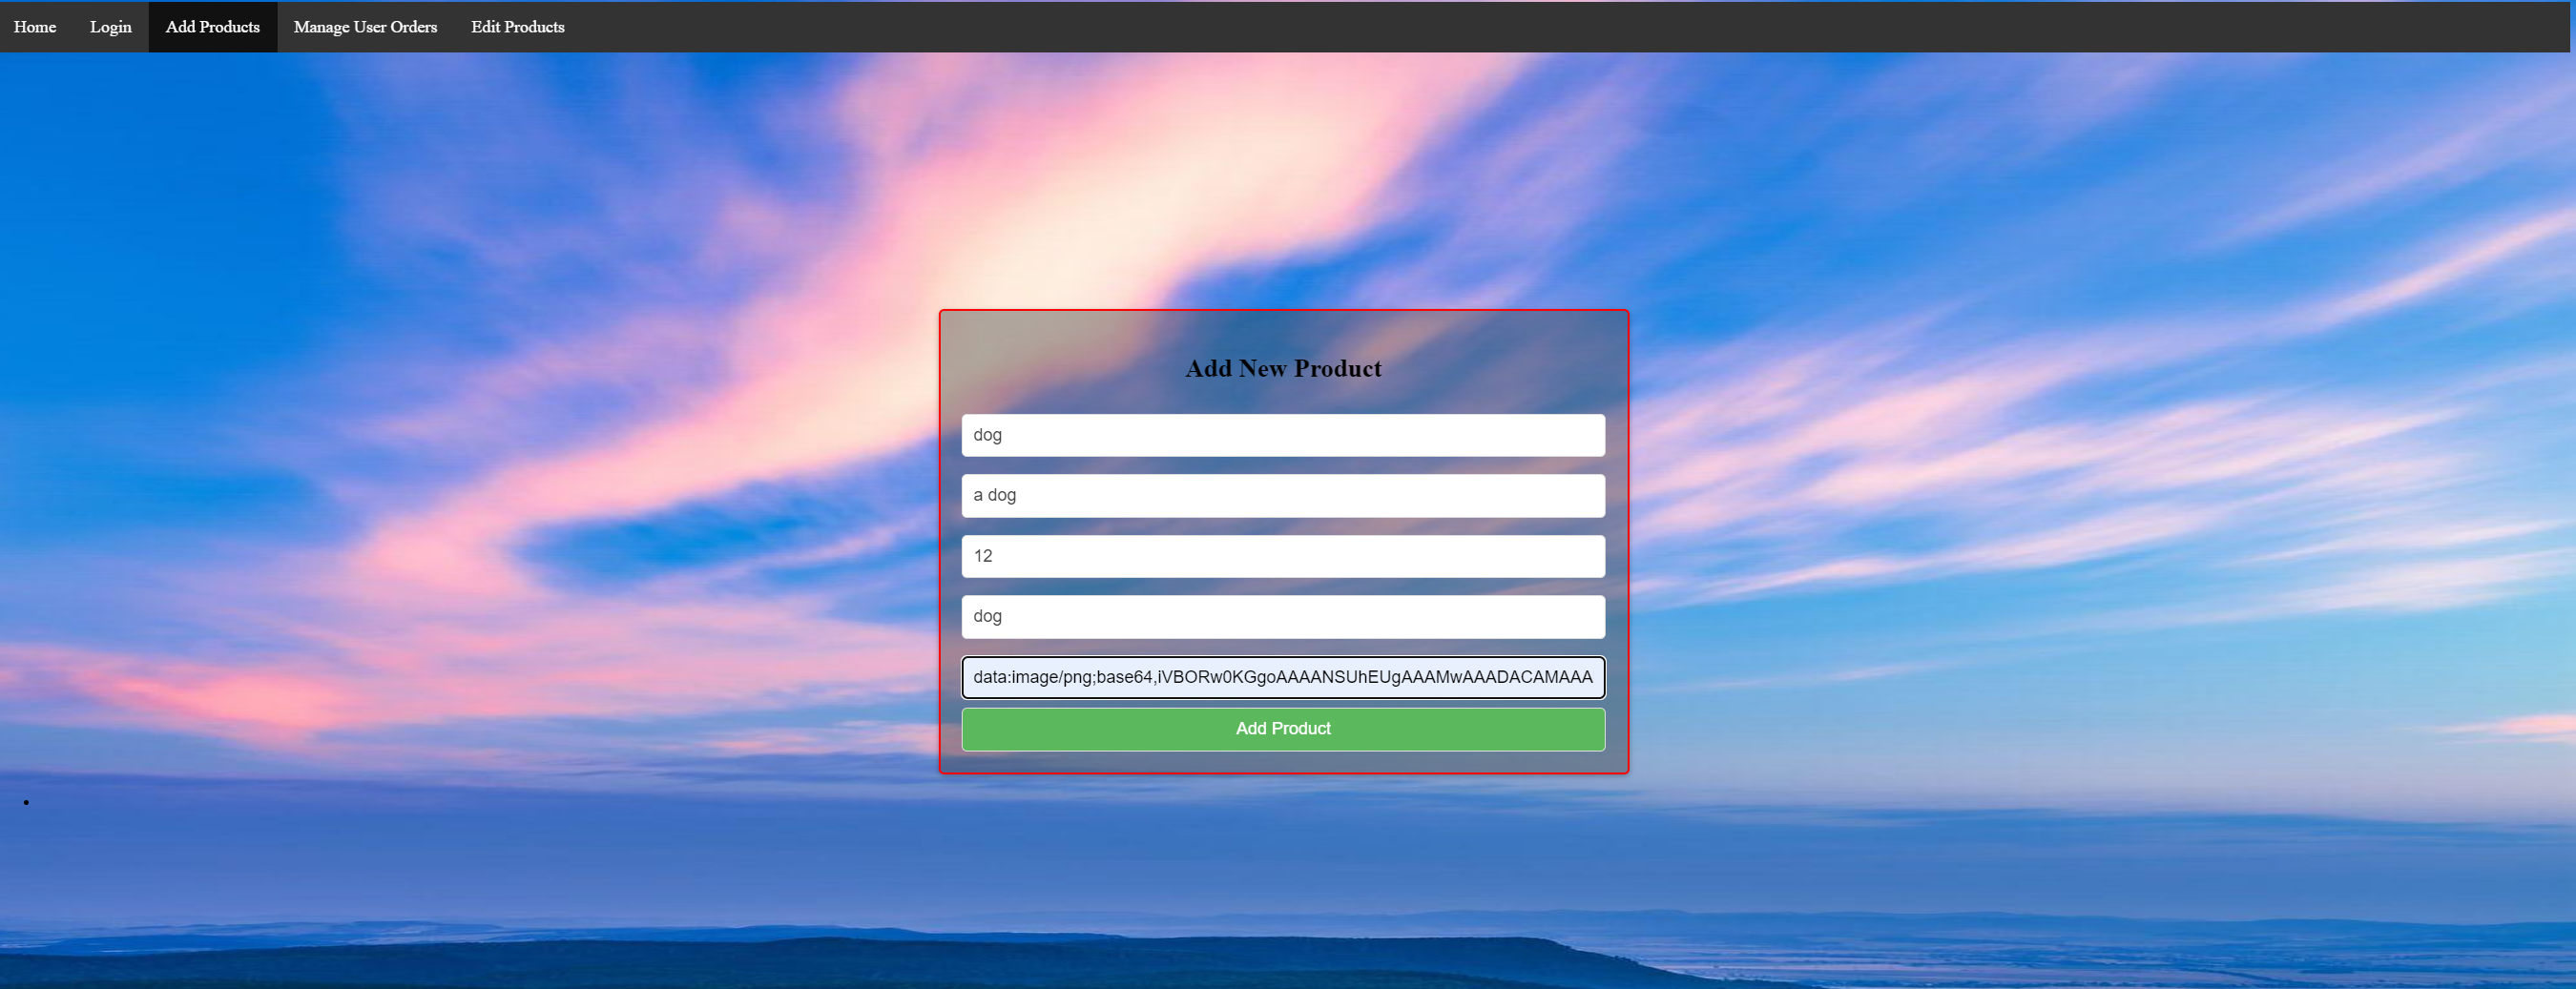 Home Login Add Products Manage User Orders Edit Products
Add New Product
dog
a dog
12
dog
data:image/png;base64,iVBORw0KGgoAAAANSUhEUgAAAMwAAADACAMAAA
Add Product